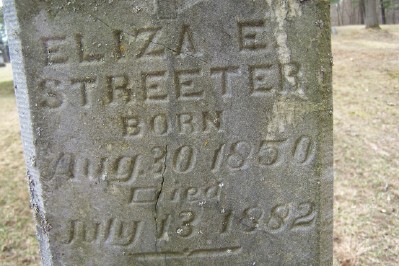 ELIZA E
STREETER
BORN
Aug. 30 1850
Died
July 13, 1882